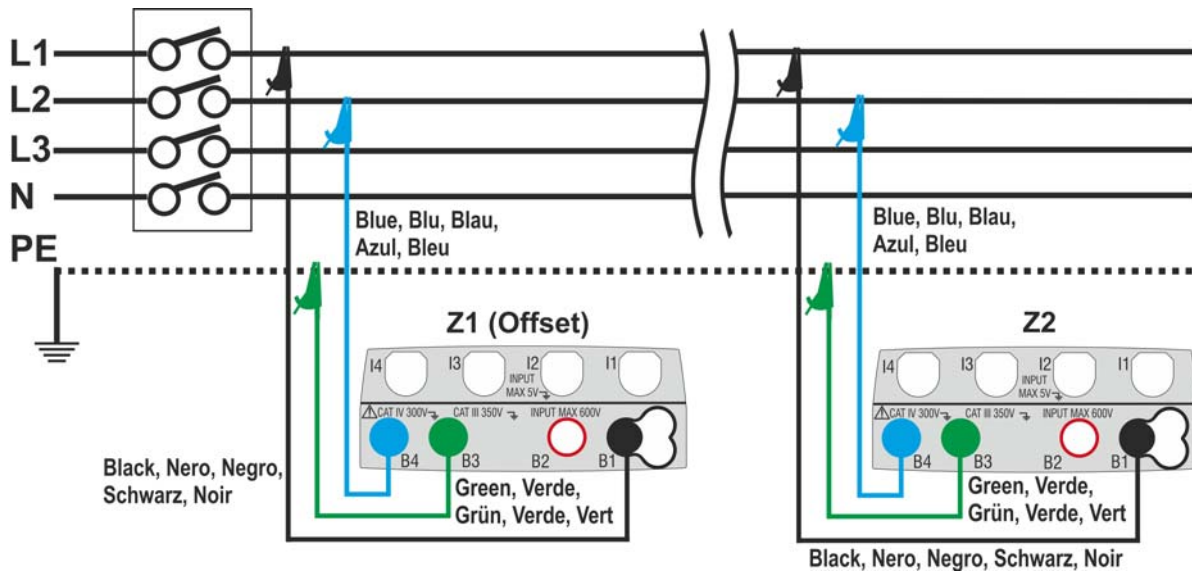 L1
L2
L3
N
PE
Blue, Blu, Blau,
Azul, Bleu
Blue, Blu, Blau,
Azul, Bleu
Z1 (Offset)
I4 I3 I2 I1
INPUT
MAX 5V
CAT IV 300V CAT III 350V INPUT MAX 600V
B4 B3 B2 B1
Black, Nero, Negro,
Schwarz, Noir
Green, Verde,
Grün, Verde, Vert
Z2
I4 I3 I2 I1
INPUT
MAX 5V
CAT IV 300V CAT III 350V INPUT MAX 600V
B4 B3 B2 B1
Green, Verde,
Grün, Verde, Vert
Black, Nero, Negro, Schwarz, Noir